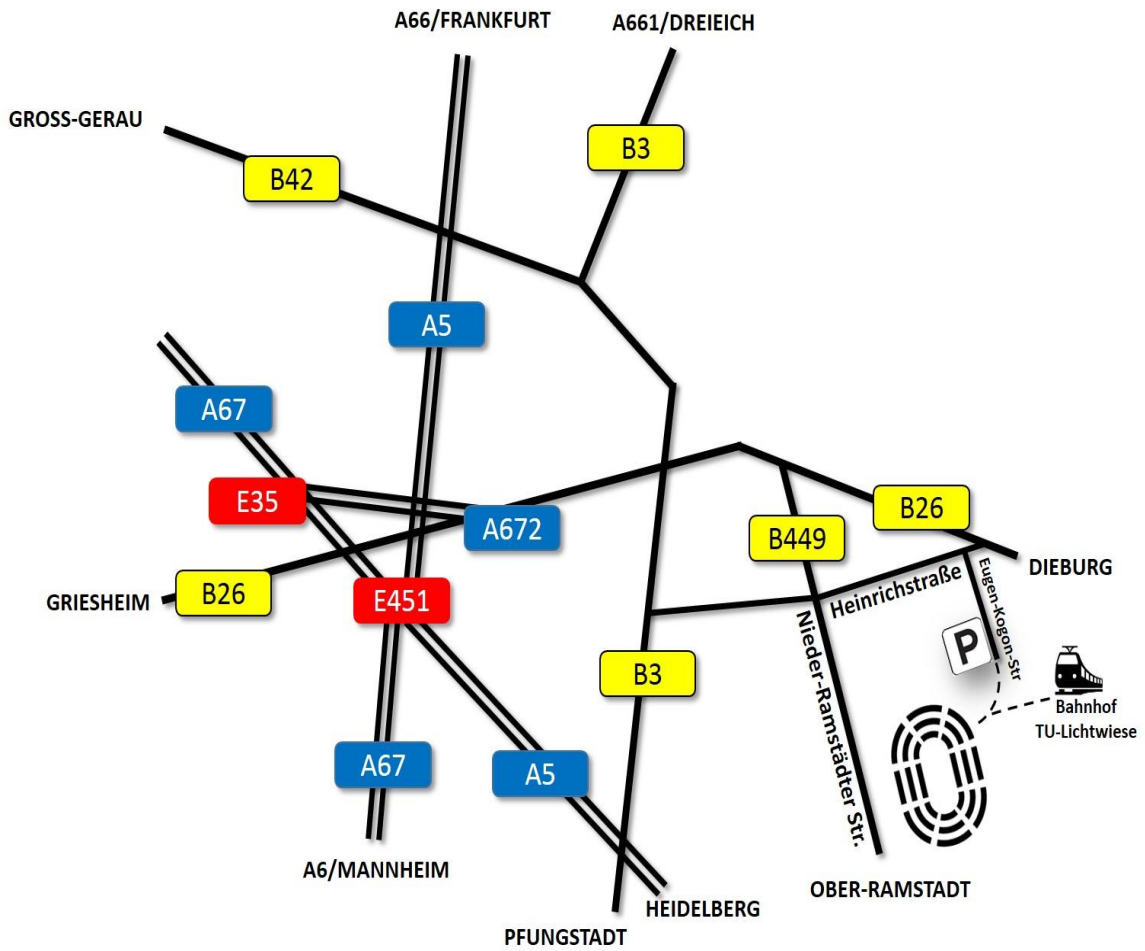 A66/FRANKFURT
A661/DREIEICH
GROSS-GERAU
B3
B42
A5
A67
E35
B26
A672
B449
DIEBURG
Heinrichstraße
Eugen-Kogon-Str
GRIESHEIM
B26
E451
P
Nieder-Ramstädter Str.
B3
Bahnhof
TU-Lichtwiese
A67
A5
A6/MANNHEIM
OBER-RAMSTADT
HEIDELBERG
PFUNGSTADT